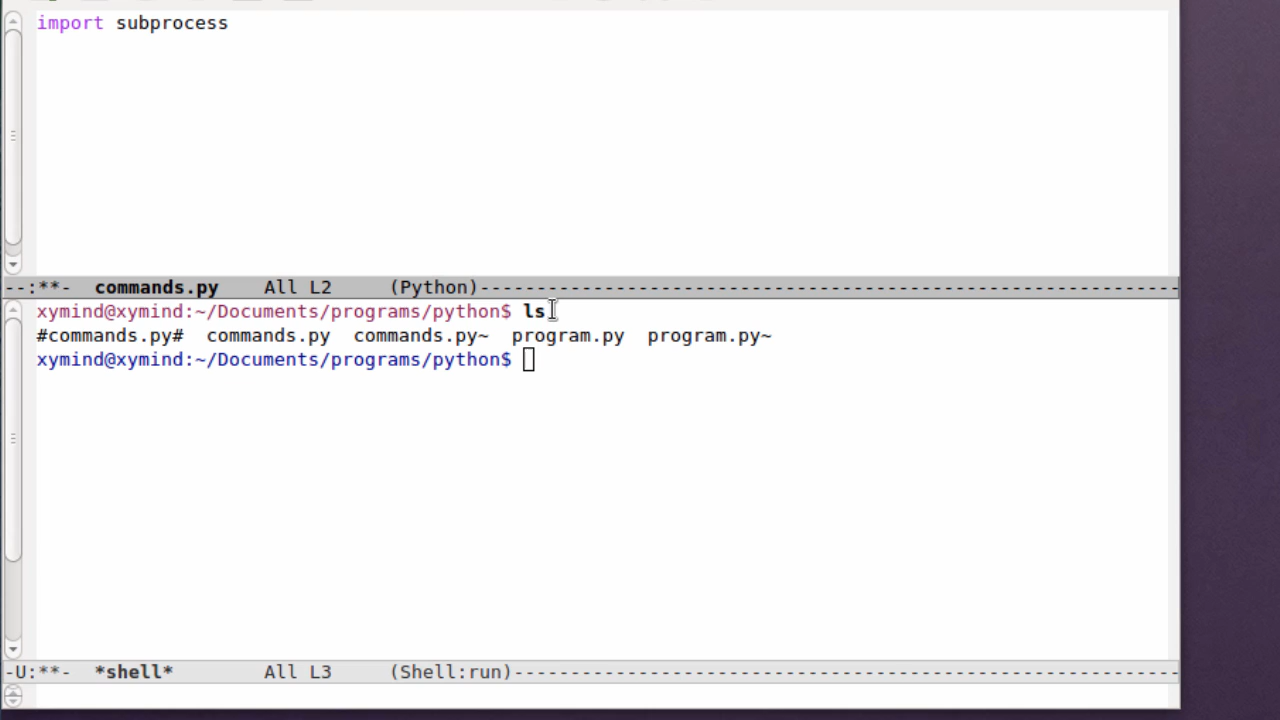 import subprocess
--:**-  commands.py    All L2     (Python)--------------------------------------------------------------
xymind@xymind:~/Documents/programs/python$ ls
#commands.py#  commands.py  commands.py~  program.py  program.py~
xymind@xymind:~/Documents/programs/python$
-U:**-  *shell*        All L3     (Shell:run)-----------------------------------------------------------